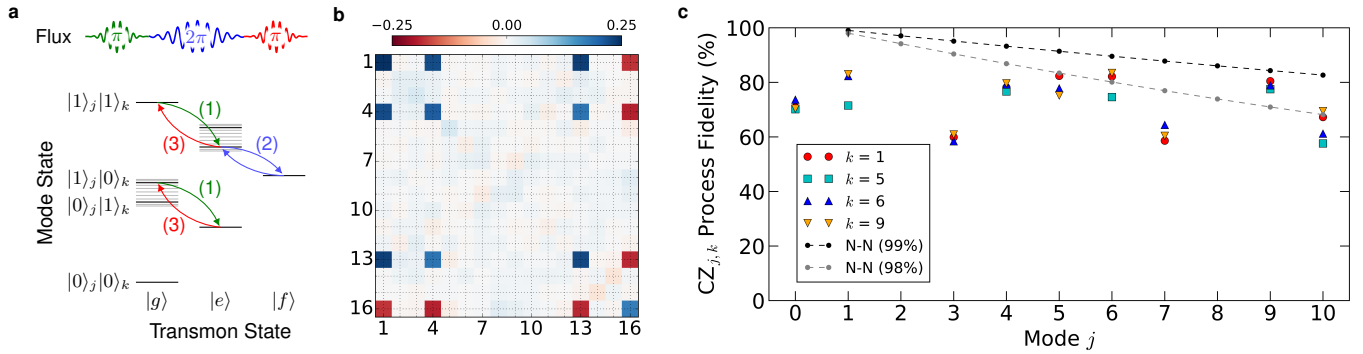 a
Flux
π
2π
π
|1⟩j|1⟩k
(1)
(3)
(2)
|1⟩j|0⟩k
(1)
|0⟩j|1⟩k
(3)
|0⟩j|0⟩k
|g⟩ |e⟩ |f⟩
Mode State
Transmon State
b
−0.25 0.00 0.25
1
4
7
10
13
16
1 4 7 10 13 16
c
CZj,k Process Fidelity (%)
100
80
60
40
20
0
k = 1
k = 5
k = 6
k = 9
N-N (99%)
N-N (98%)
0 1 2 3 4 5 6 7 8 9 10
Mode j